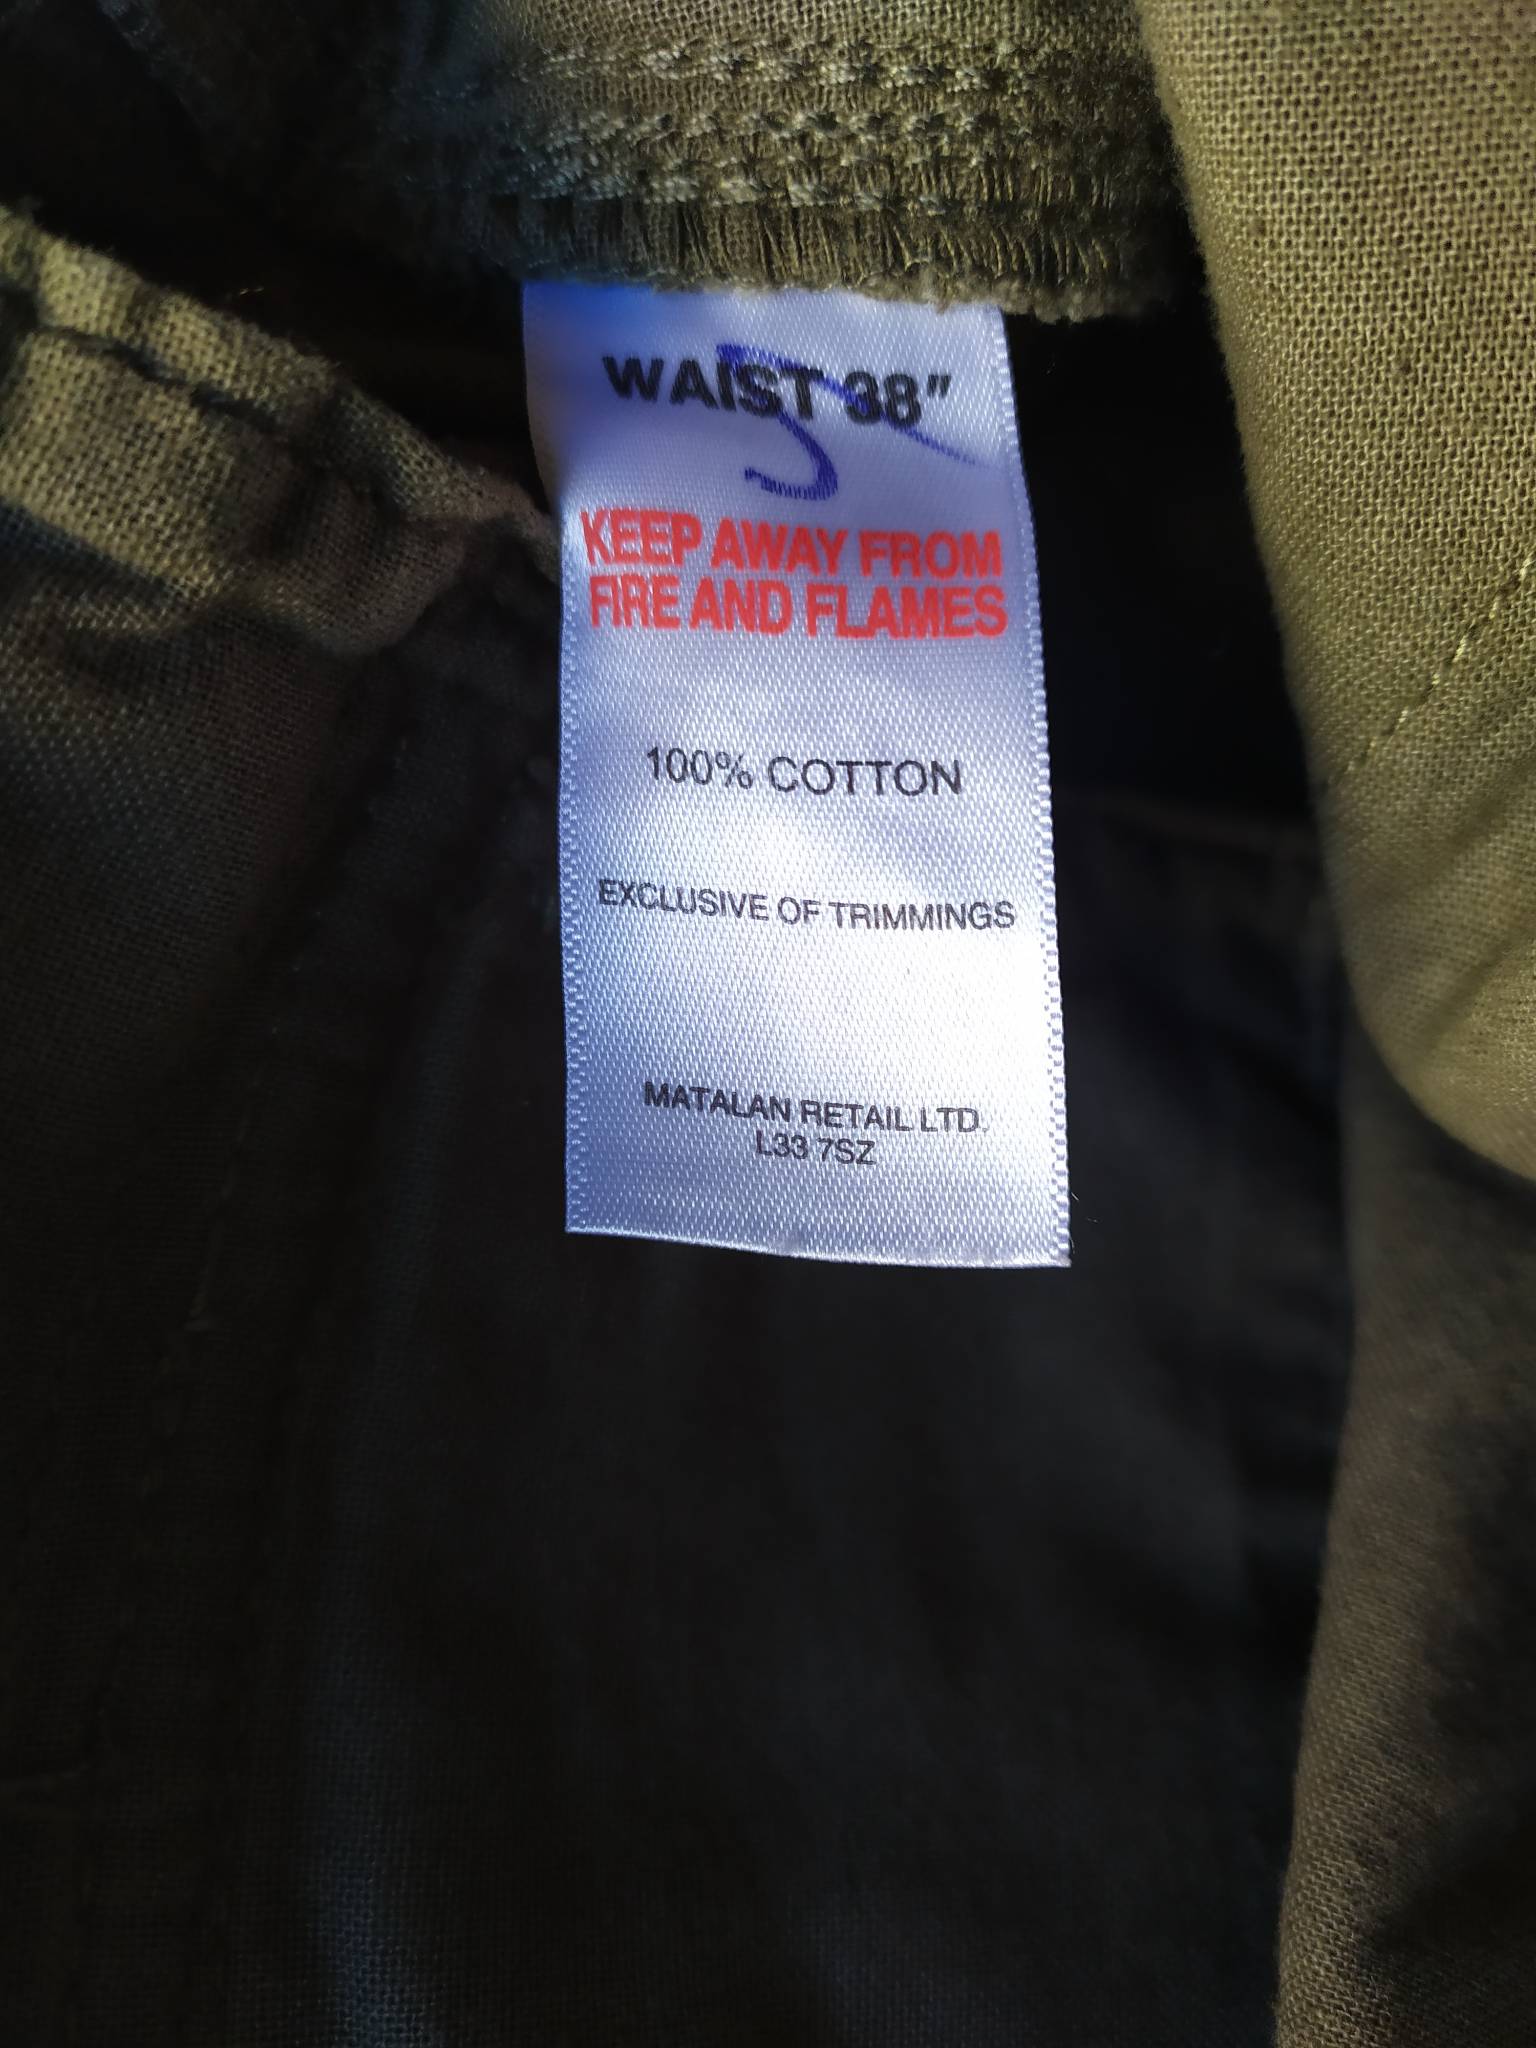 WAIST 38"
KEEP AWAY FROM
FIRE AND FLAMES
100% COTTON
EXCLUSIVE OF TRIMMINGS
MATALAN RETAIL LTD.
L33 7SZ